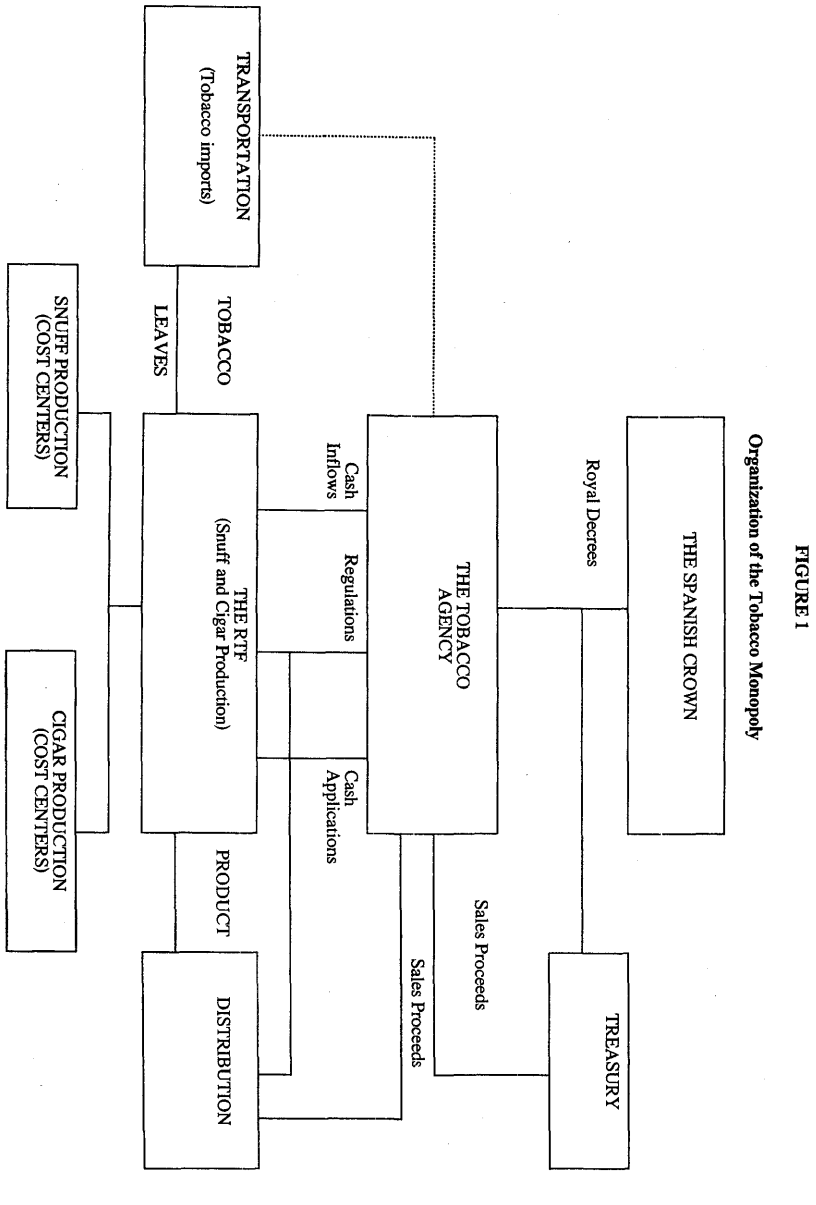 FIGURE 1
Organization of the Tobacco Monopoly
THE SPANISH CROWN
Royal Decrees
TREASURY
THE TOBACCO
AGENCY
Sales Proceeds
Sales Proceeds
Cash
Inflows
Regulations
Cash
Applications
TRANSPORTATION
(Tobacco imports)
TOBACCO
LEAVES
THE RTF
(Snuff and Cigar Production)
PRODUCT
DISTRIBUTION
SNUFF PRODUCTION
(COST CENTERS)
CIGAR PRODUCTION
(COST CENTERS)